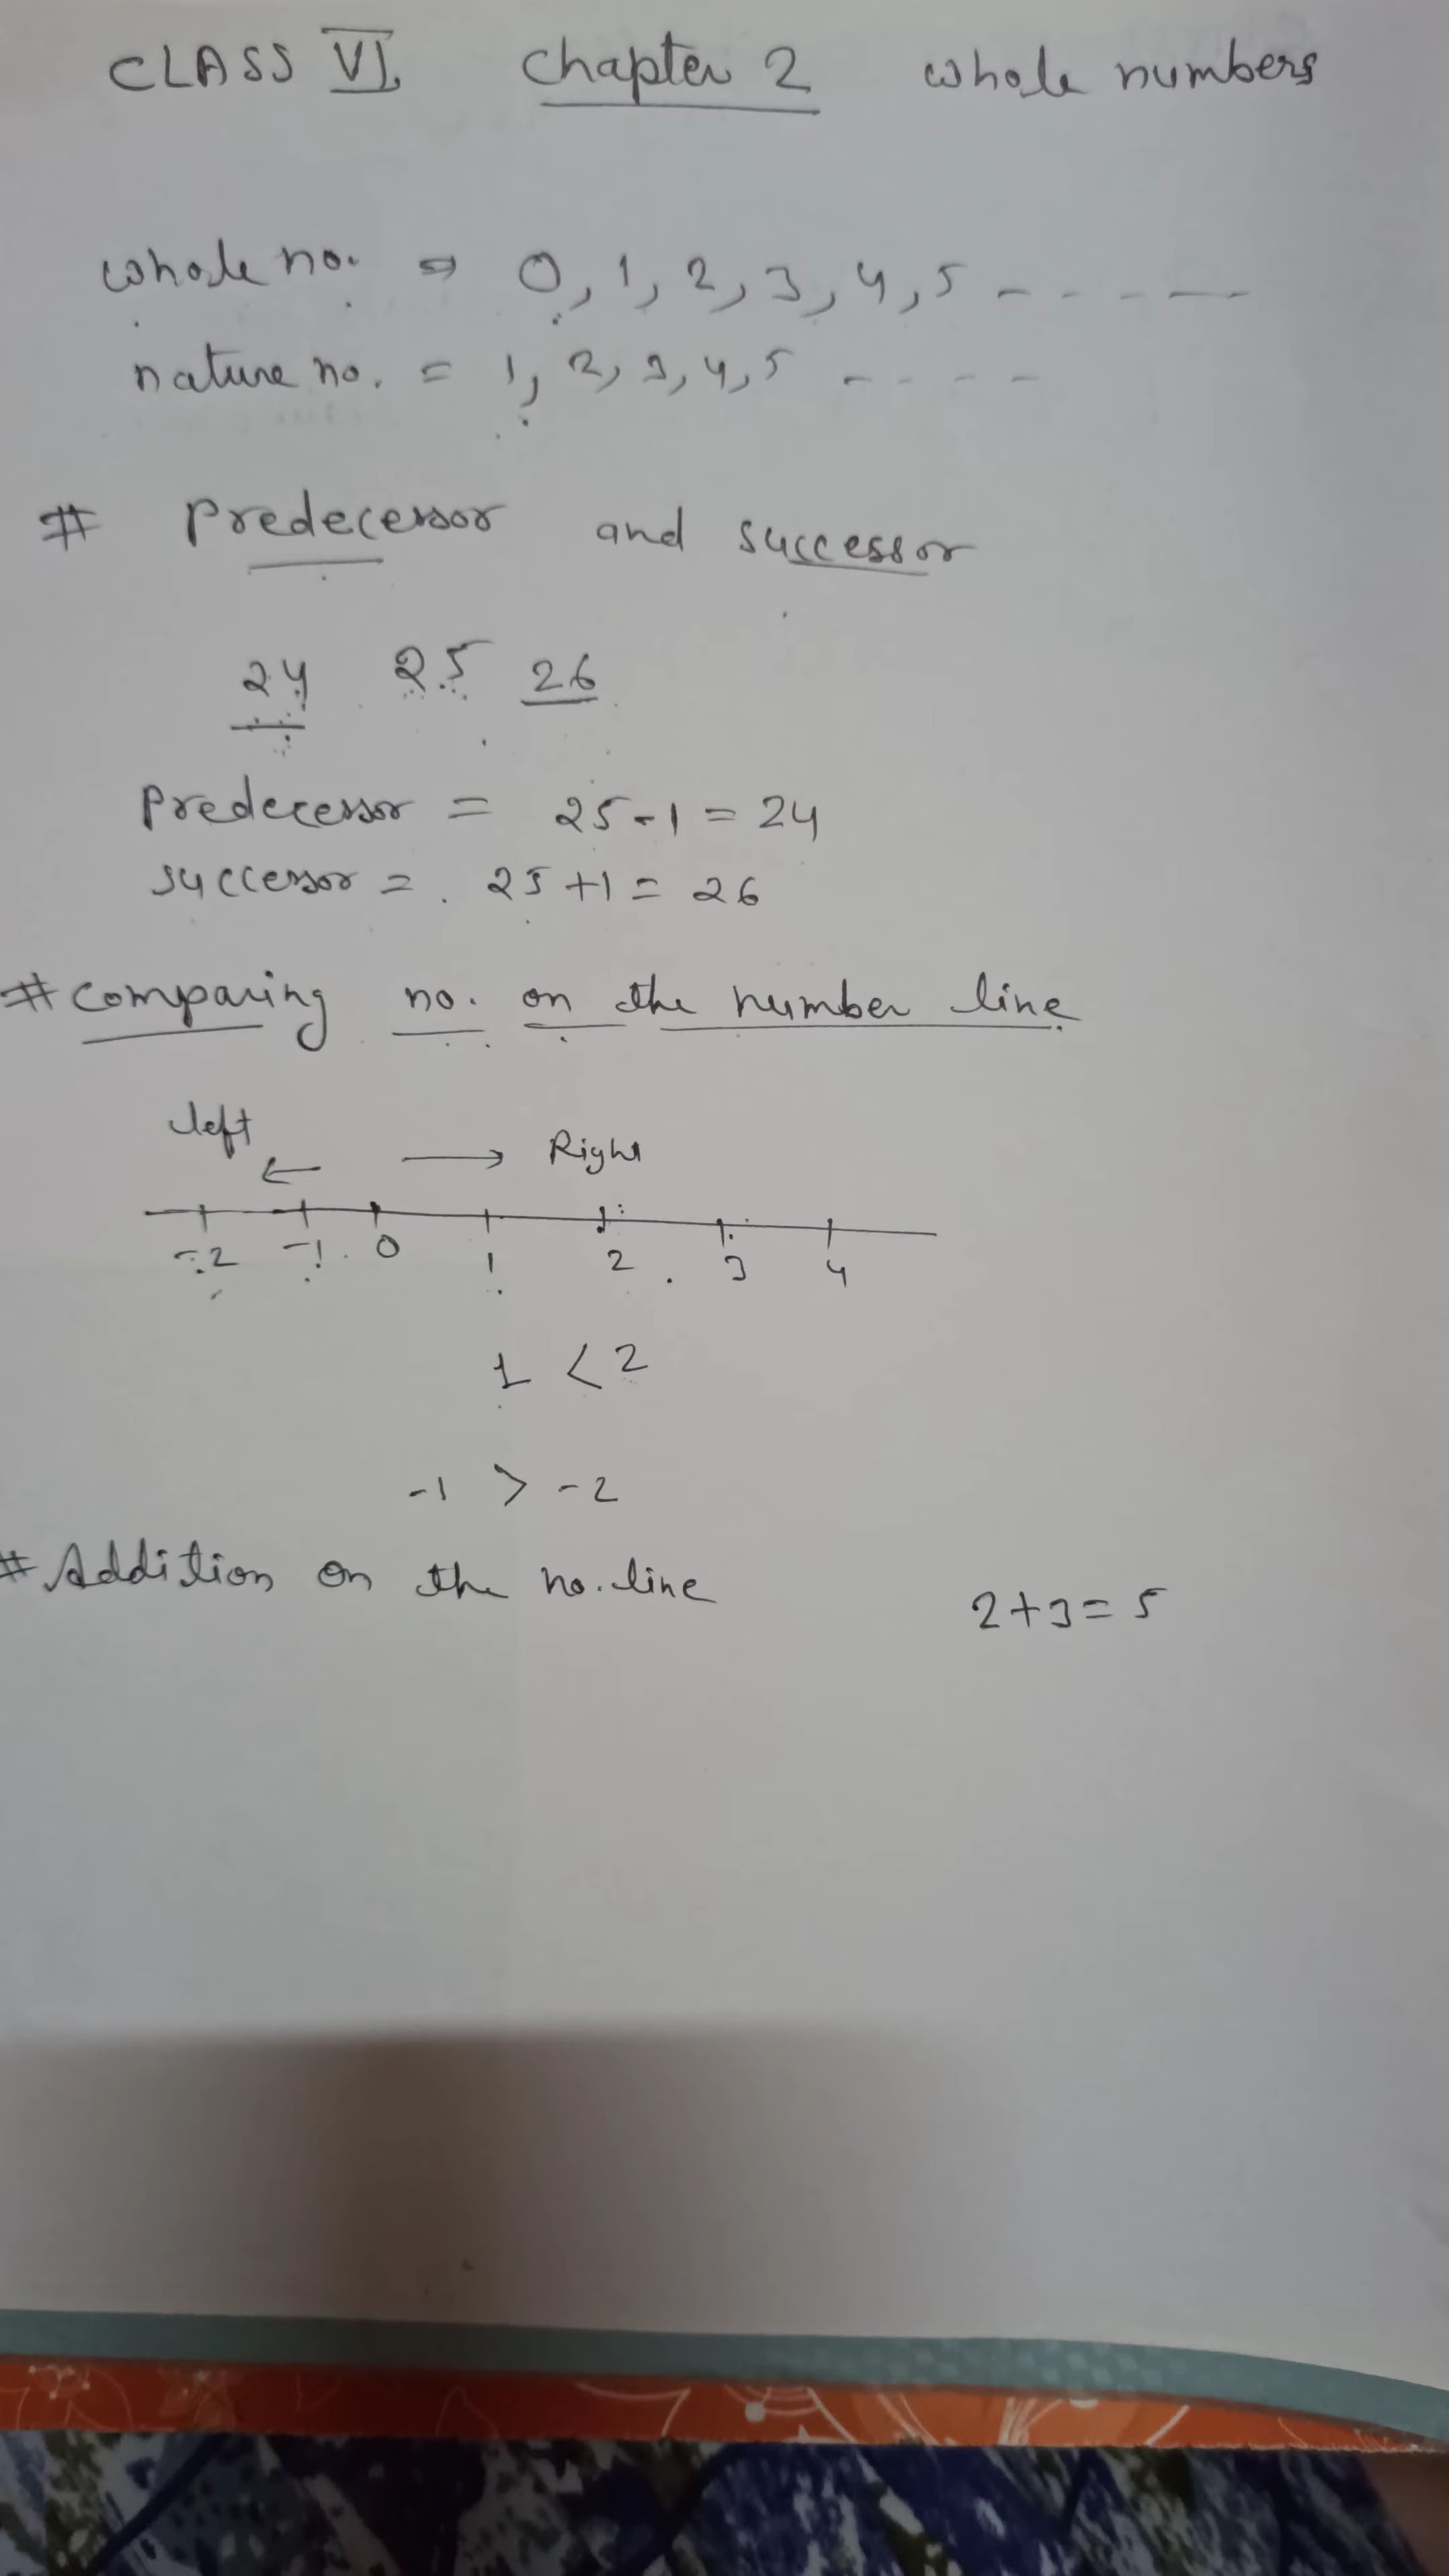 CLASS VI Chapter 2 whole numbers
whole no. ⇒ 0, 1, 2, 3, 4, 5 - - - - -
nature no. = 1, 2, 3, 4, 5 - - - -
# Predecessor and successor
24 25 26
Predecessor = 25-1 = 24
successor = 25+1 = 26
# comparing no. on the number line
left ← → Right
-2 -1 0 1 2 3 4
1 < 2
-1 > -2
# Addition on the no. line 2+3= 5